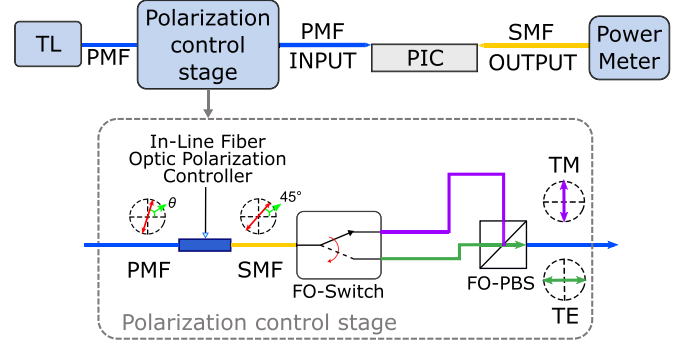 TL
PMF
Polarization
control
stage
PMF
INPUT
PIC
SMF
OUTPUT
Power
Meter
In-Line Fiber
Optic Polarization
Controller
θ
45°
PMF
SMF
FO-Switch
FO-PBS
TM
TE
Polarization control stage